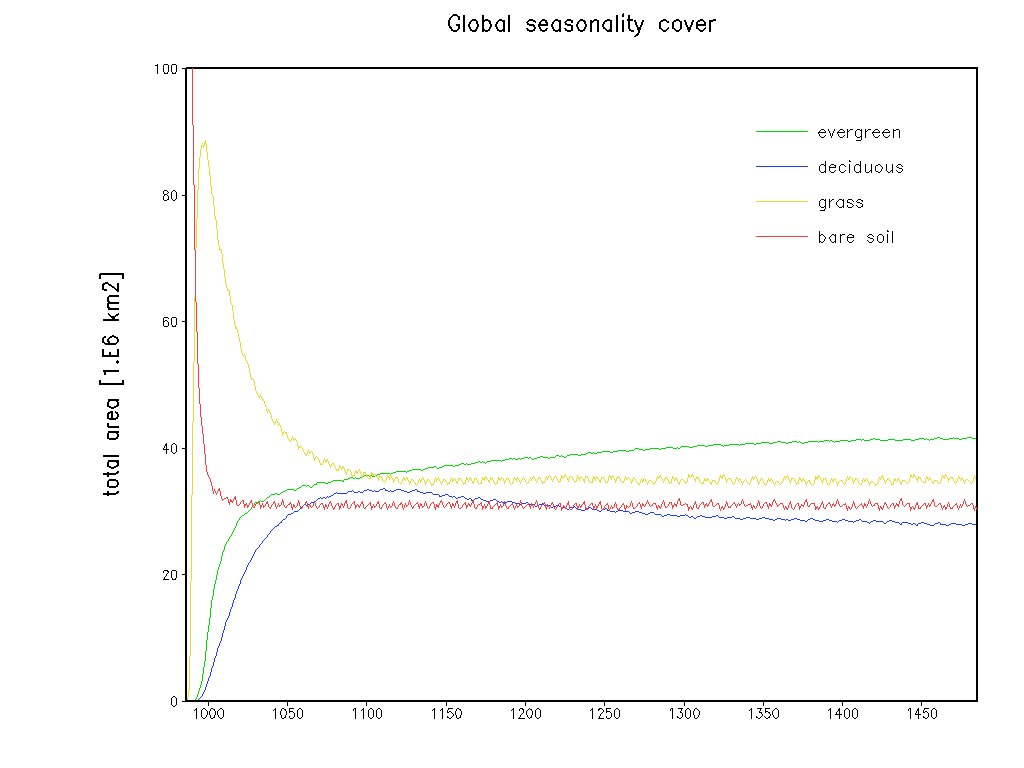 Global seasonality cover
total area [1.E6 km2]
100
80
60
40
20
0
evergreen
deciduous
grass
bare soil
1000 1050 1100 1150 1200 1250 1300 1350 1400 1450